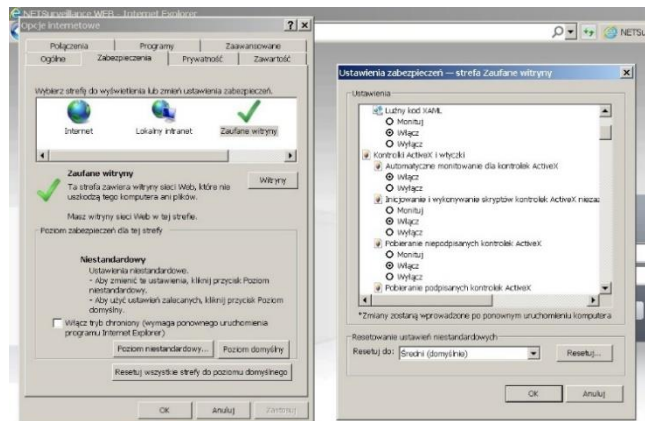 NETSurveillance WEB - Internet Explorer
Opcje internetowe
Połączenia
Programy
Zaawansowane
Ogólne
Zabezpieczenia
Prywatność
Zawartość
Wybierz strefę do wyświetlenia lub zmień ustawienia zabezpieczeń.
Internet
Lokalny intranet
Zaufane witryny
Zaufane witryny
Ta strefa zawiera witryny sieci Web, które nie
uszkodzą tego komputera ani plików.
Witryny
Masz witryny sieci Web w tej strefie.
Poziom zabezpieczeń dla tej strefy
Niestandardowy
Ustawienia niestandardowe.
- Aby zmienić te ustawienia, kliknij przycisk Poziom
niestandardowy.
- Aby użyć ustawień zalecanych, kliknij przycisk Poziom
domyślny.
Włącz tryb chroniony (wymaga ponownego uruchomienia
programu Internet Explorer)
Poziom niestandardowy...
Poziom domyślny
Resetuj wszystkie strefy do poziomu domyślnego
OK
Anuluj
Zastosuj
NETSu
Ustawienia zabezpieczeń — strefa Zaufane witryny
Ustawienia
Luźny kod XAML
Monituj
Włącz
Wyłącz
Kontrolki ActiveX i wtyczki
Automatyczne monitowanie dla kontrolek ActiveX
Włącz
Wyłącz
Inicjowanie i wykonywanie skryptów kontrolek ActiveX niezaz
Monituj
Włącz
Wyłącz
Pobieranie niepodpisanych kontrolek ActiveX
Monituj
Włącz
Wyłącz
Pobieranie podpisanych kontrolek ActiveX
*Zmiany zostaną wprowadzone po ponownym uruchomieniu komputera
Resetowanie ustawień niestandardowych
Resetuj do:
Średni (domyślnie)
Resetuj...
OK
Anuluj